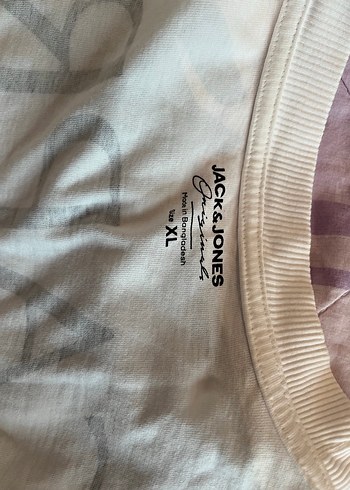 JACK&JONES
Originals
Made in Bangladesh
Size XL